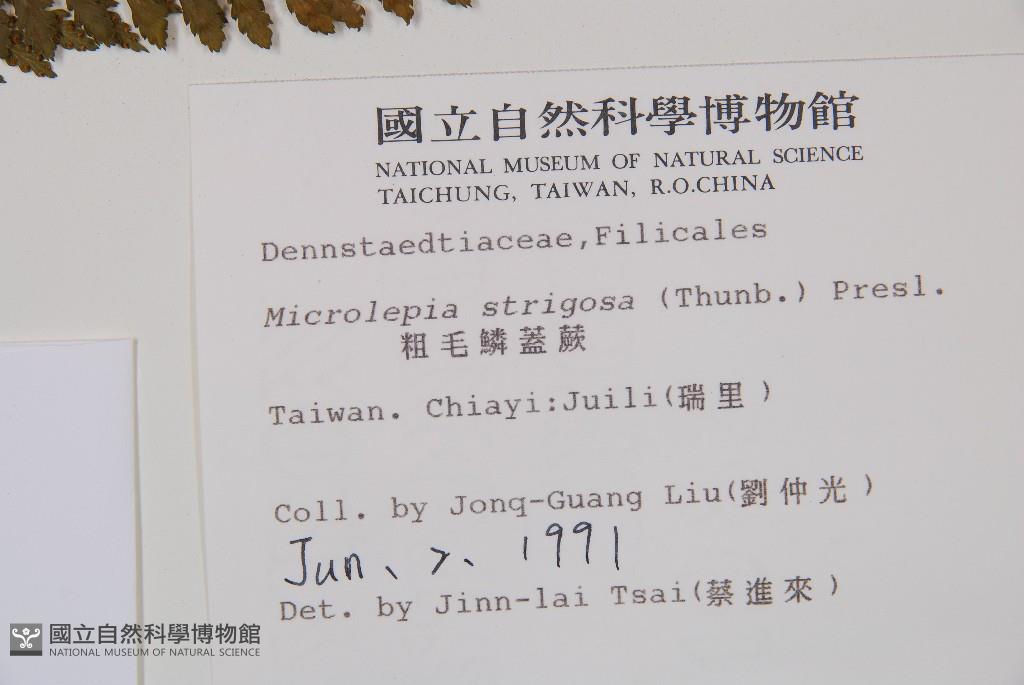 國立自然科學博物館
NATIONAL MUSEUM OF NATURAL SCIENCE
TAICHUNG, TAIWAN, R.O.CHINA
Dennstaedtiaceae,Filicales
Microlepia strigosa (Thunb.) Presl.
粗毛鱗蓋蕨
Taiwan. Chiayi:Juili(瑞里)
Coll. by Jonq-Guang Liu(劉仲光)
Jun、7、1991
Det. by Jinn-lai Tsai(蔡進來)
國立自然科學博物館
NATIONAL MUSEUM OF NATURAL SCIENCE